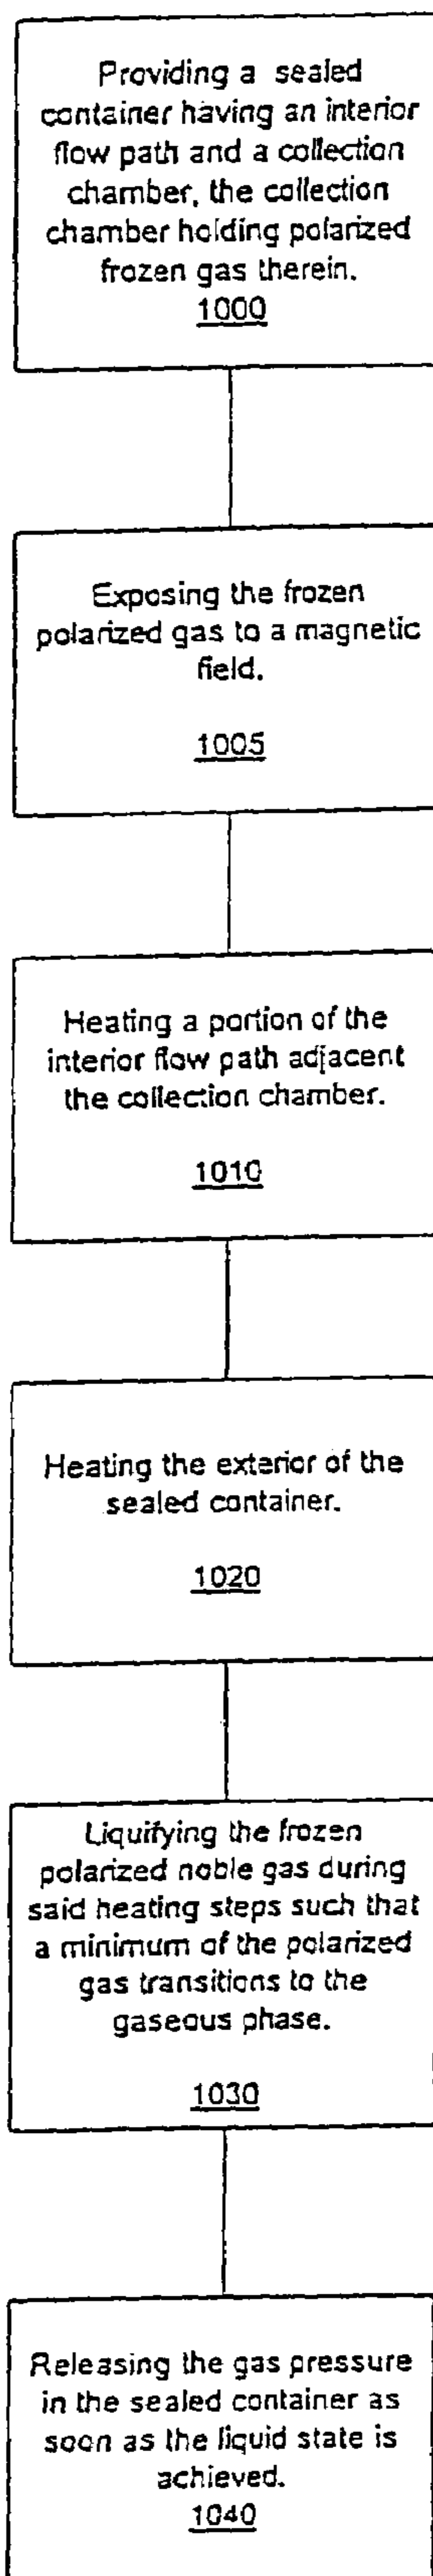 Providing a sealed
container having an interior
flow path and a collection
chamber, the collection
chamber holding polarized
frozen gas therein.
1000
Exposing the frozen
polarized gas to a magnetic
field.
1005
Heating a portion of the
interior flow path adjacent
the collection chamber.
1010
Heating the exterior of the
sealed container.
1020
Liquifying the frozen
polarized noble gas during
said heating steps such that
a minimum of the polarized
gas transitions to the
gaseous phase.
1030
Releasing the gas pressure
in the sealed container as
soon as the liquid state is
achieved.
1040